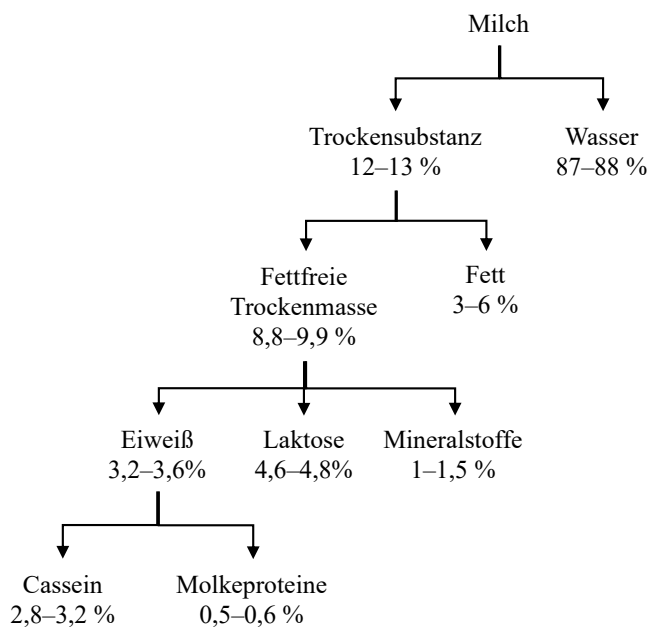 Milch
Trockensubstanz
12–13 %
Wasser
87–88 %
Fettfreie
Trockenmasse
8,8–9,9 %
Fett
3–6 %
Eiweiß
3,2–3,6%
Laktose
4,6–4,8%
Mineralstoffe
1–1,5 %
Cassein
2,8–3,2 %
Molkeproteine
0,5–0,6 %